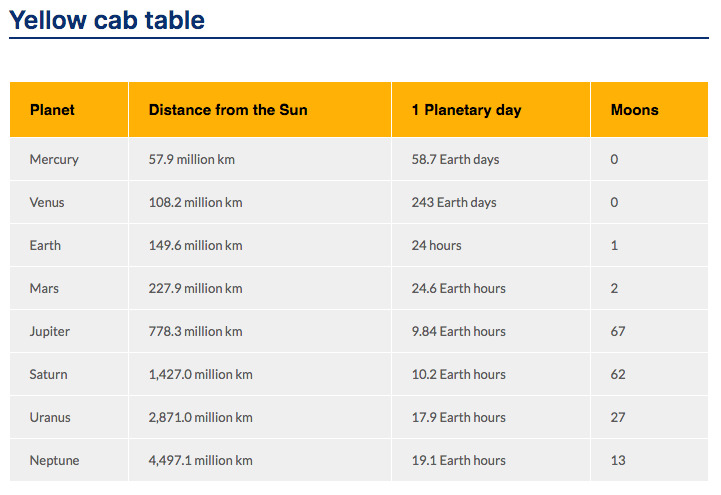 Yellow cab table
Planet Distance from the Sun 1 Planetary day Moons
Mercury 57.9 million km 58.7 Earth days 0
Venus 108.2 million km 243 Earth days 0
Earth 149.6 million km 24 hours 1
Mars 227.9 million km 24.6 Earth hours 2
Jupiter 778.3 million km 9.84 Earth hours 67
Saturn 1,427.0 million km 10.2 Earth hours 62
Uranus 2,871.0 million km 17.9 Earth hours 27
Neptune 4,497.1 million km 19.1 Earth hours 13